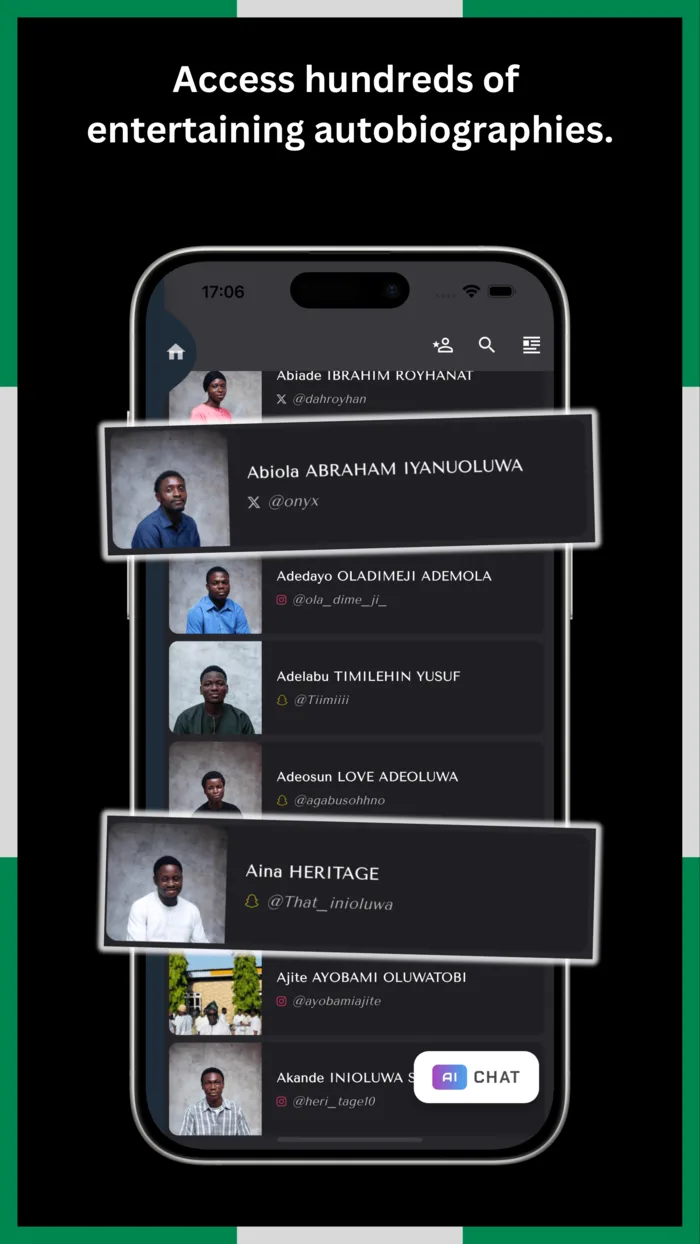 Access hundreds of
entertaining autobiographies.
17:06
Abiade IBRAHIM ROYHANAT
@dahroyhan
Abiola ABRAHAM IYANUOLUWA
@onyx
Adedayo OLADIMEJI ADEMOLA
@ola_dime_ji_
Adelabu TIMILEHIN YUSUF
@Tiimiiii
Adeosun LOVE ADEOLUWA
@agabusohhno
Aina HERITAGE
@That_inioluwa
Ajite AYOBAMI OLUWATOBI
@ayobamiajite
Akande INIOLUWA S
AI CHAT
@heri_tage10